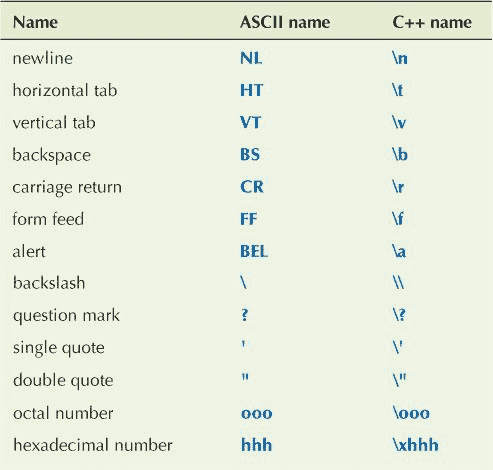 Name ASCII name C++ name
newline NL \n
horizontal tab HT \t
vertical tab VT \v
backspace BS \b
carriage return CR \r
form feed FF \f
alert BEL \a
backslash \ \\
question mark ? \?
single quote ' \'
double quote " \"
octal number ooo \ooo
hexadecimal number hhh \xhhh